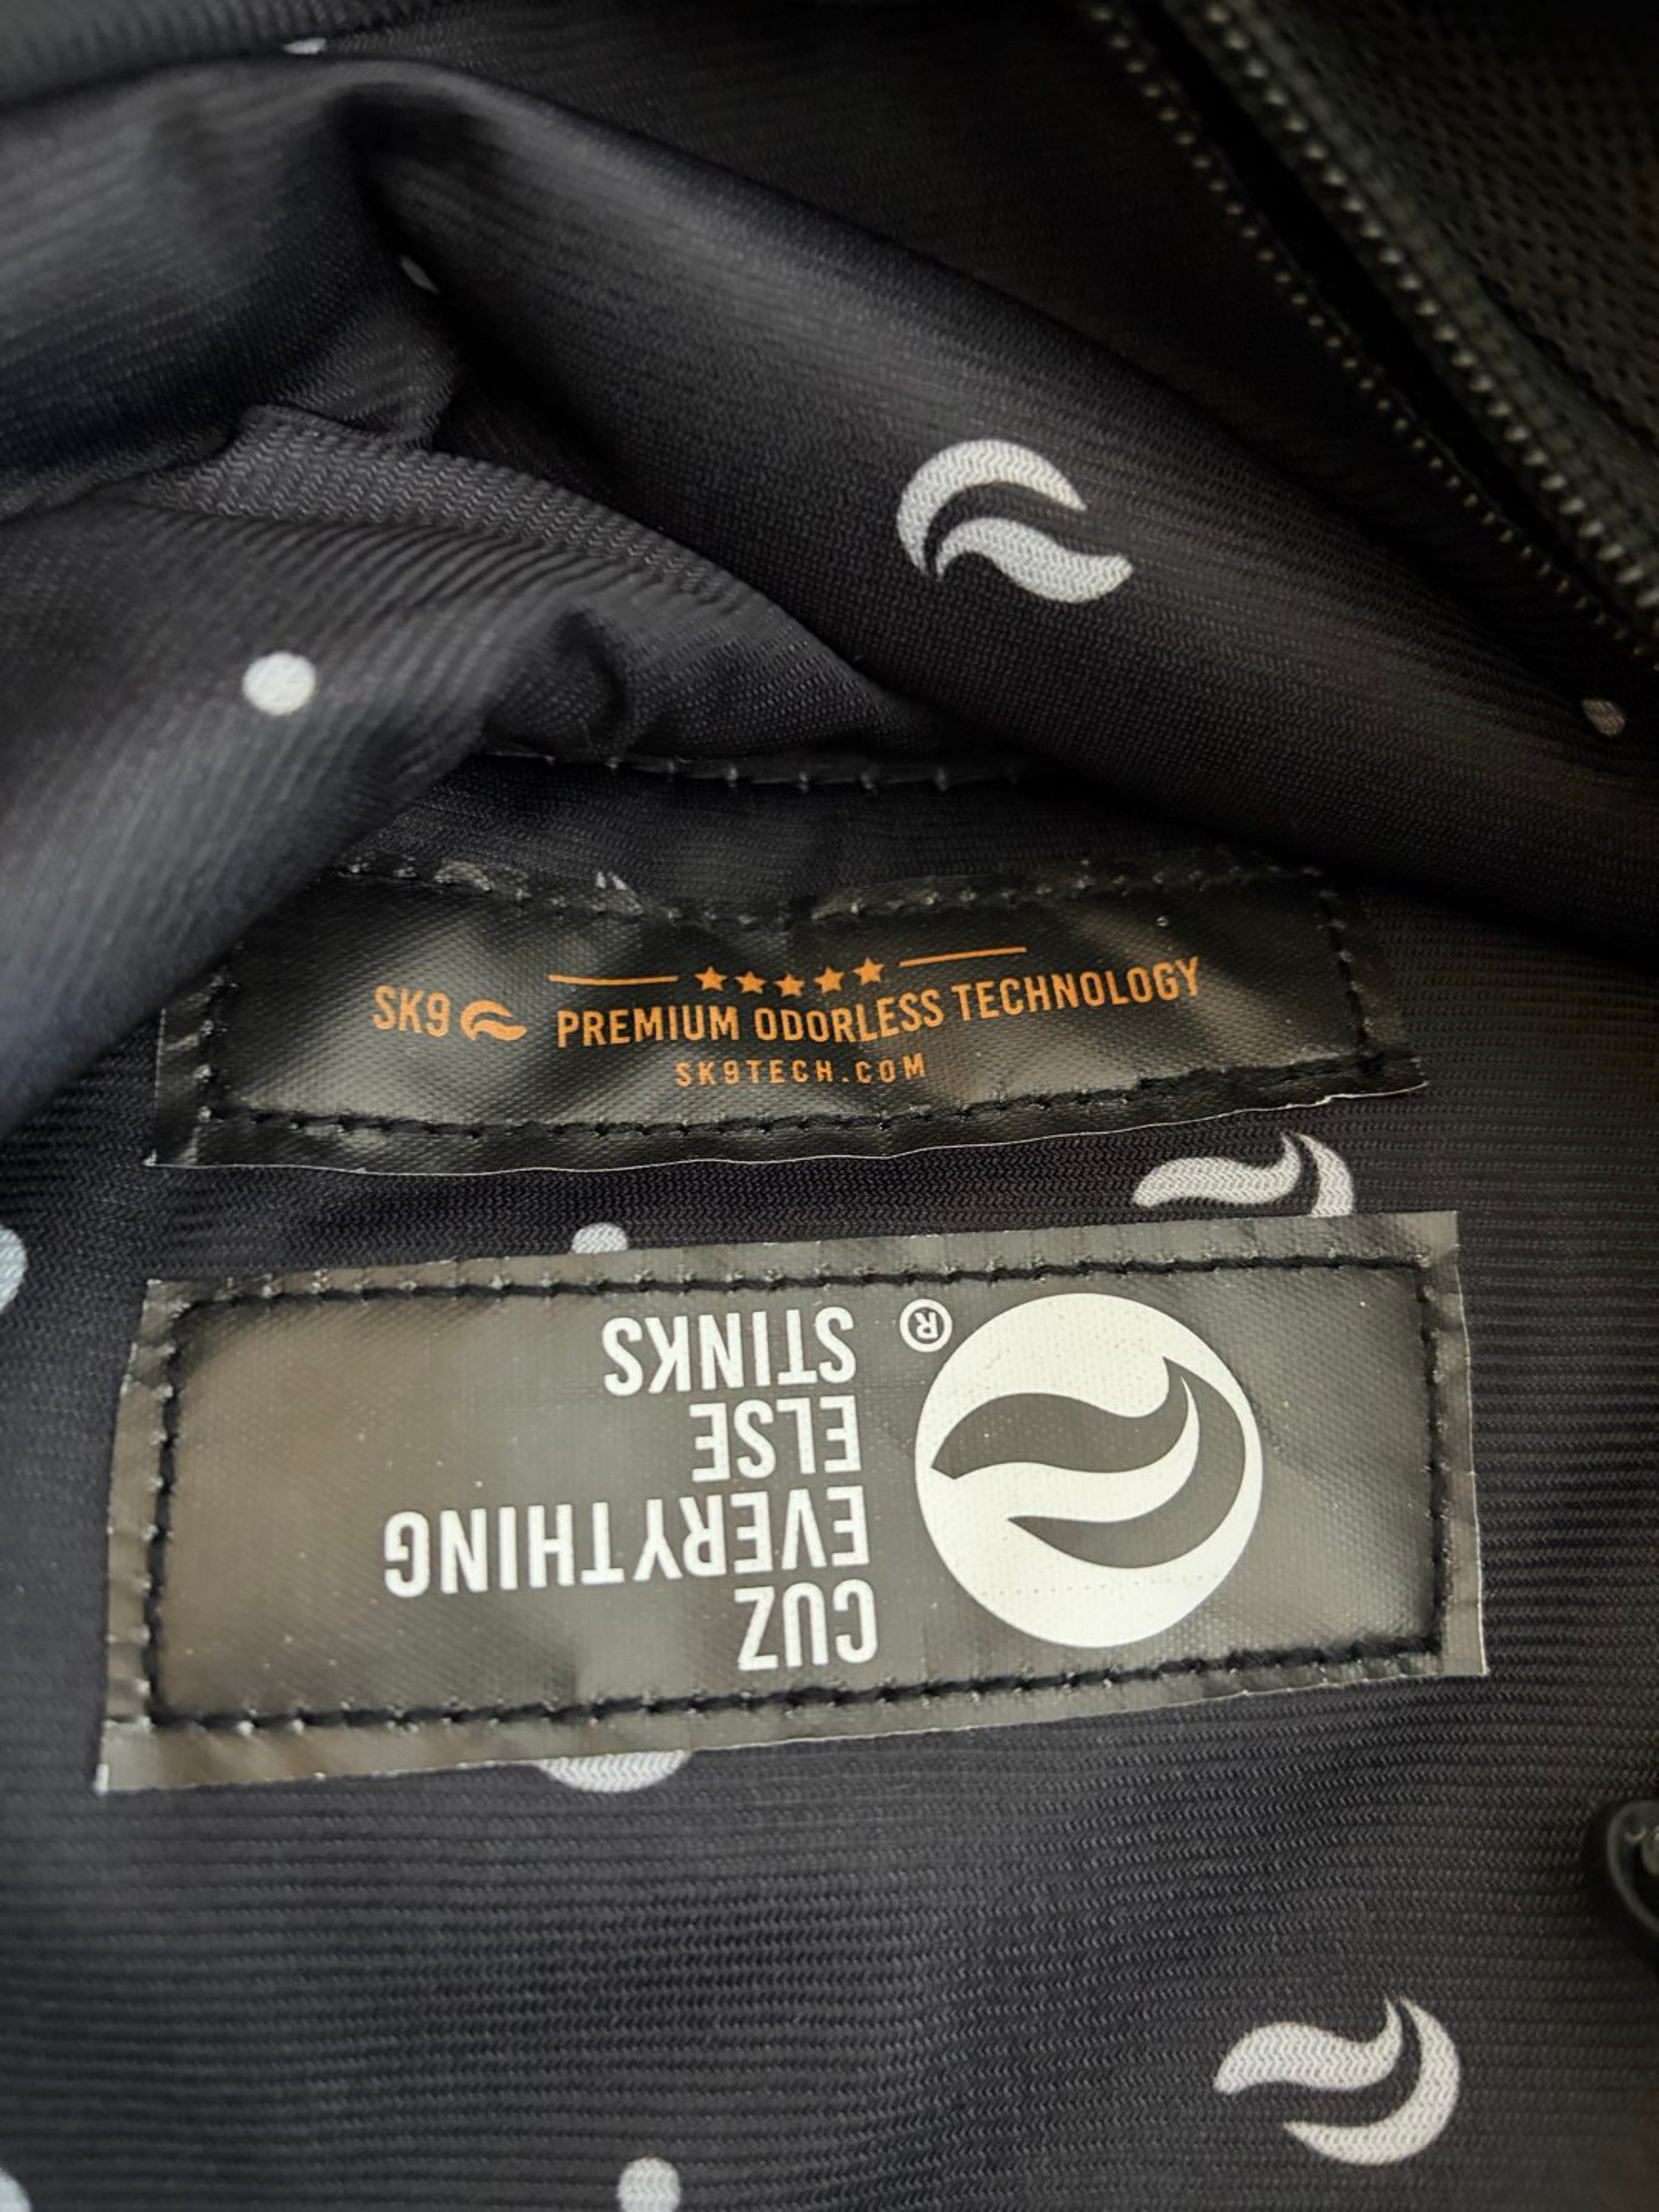 SK9 PREMIUM ODORLESS TECHNOLOGY
SK9TECH.COM
CUZ
EVERYTHING
ELSE
STINKS
®